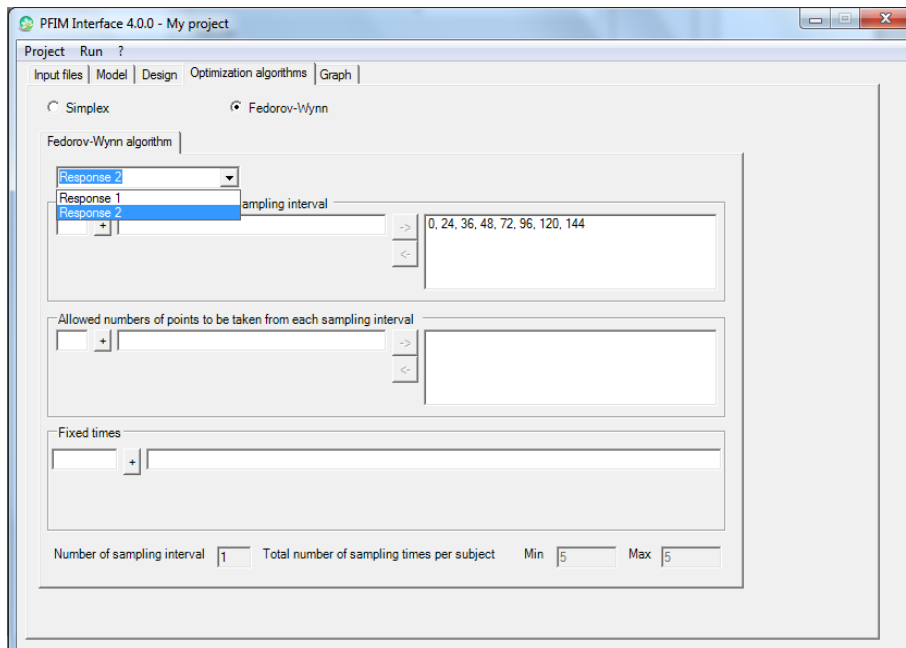 PFIM Interface 4.0.0 - My project
Project Run ?
Input files Model Design Optimization algorithms Graph
Simplex Fedorov-Wynn
Fedorov-Wynn algorithm
Response 2
Response 1
Response 2
ampling interval
+ -> 0, 24, 36, 48, 72, 96, 120, 144
<-
Allowed numbers of points to be taken from each sampling interval
+ ->
<-
Fixed times
+
Number of sampling interval 1 Total number of sampling times per subject Min 5 Max 5